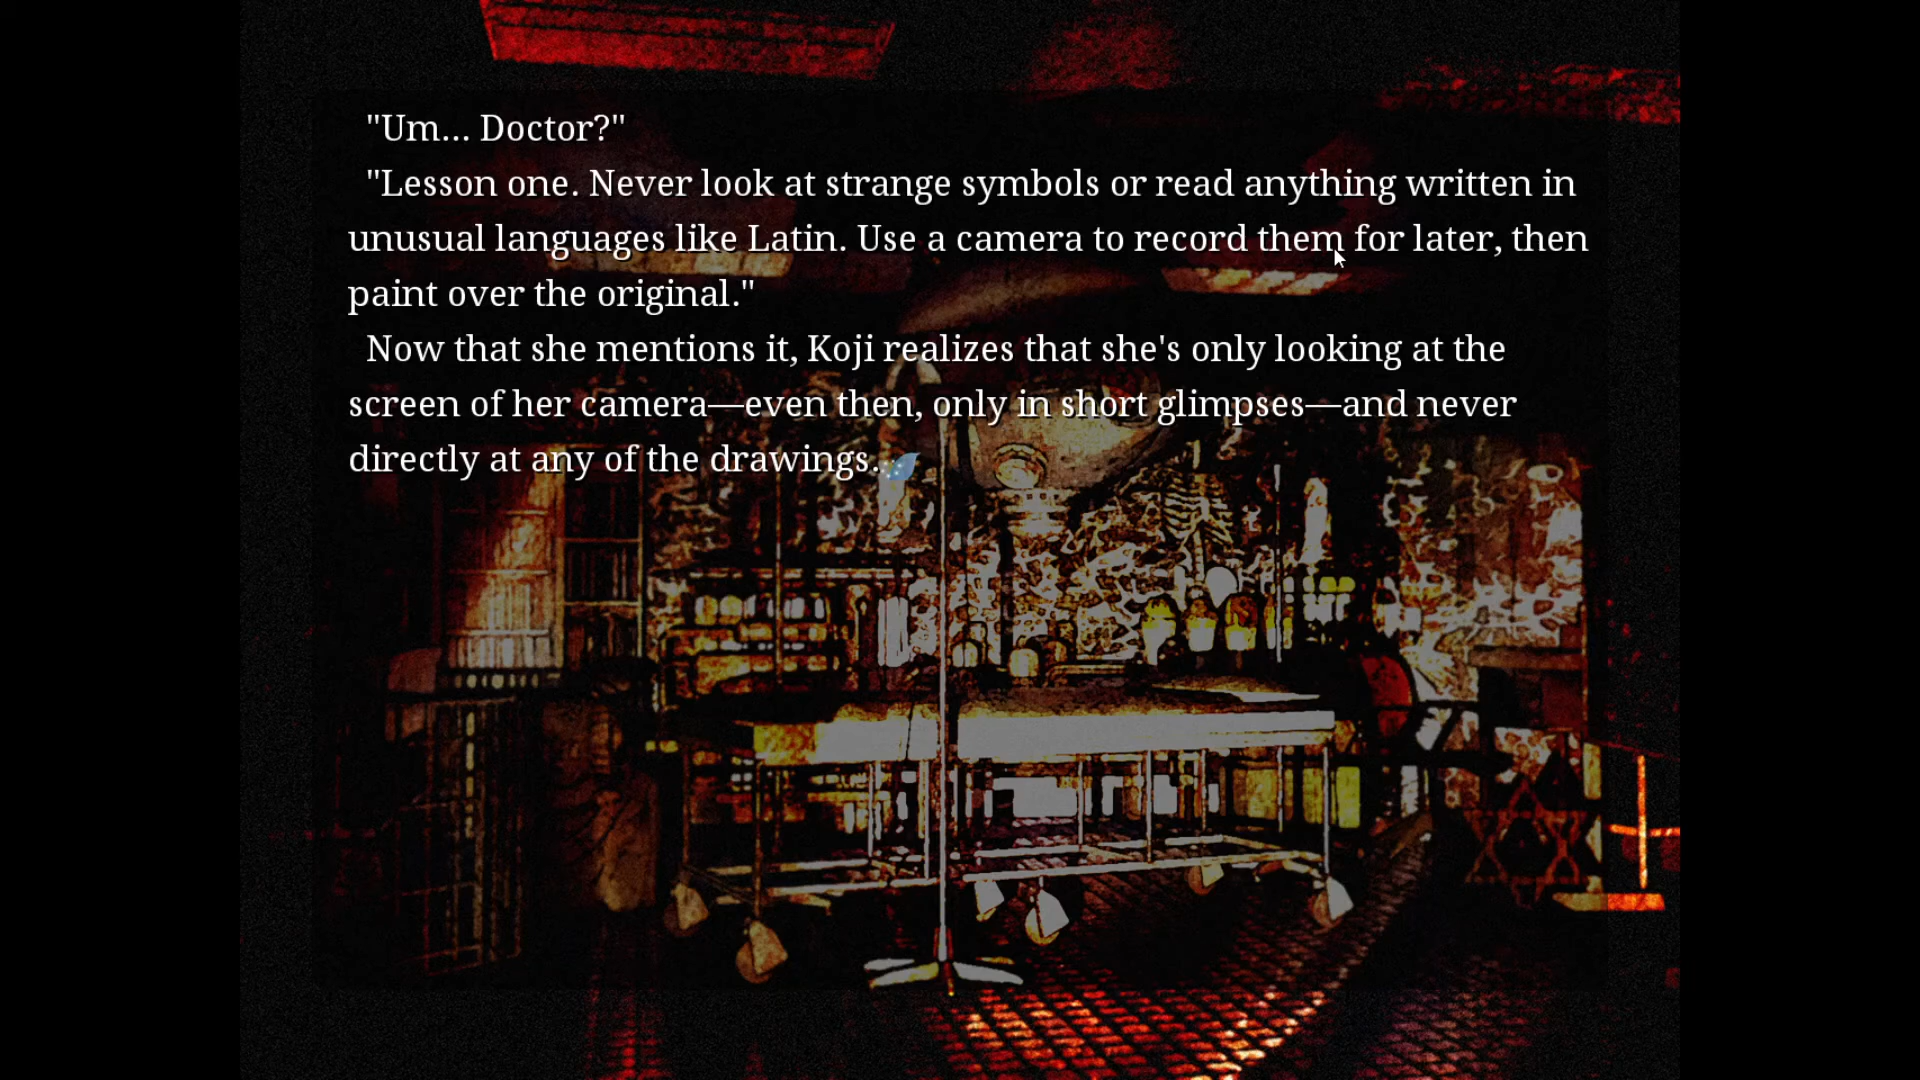 "Um... Doctor?"
"Lesson one. Never look at strange symbols or read anything written in
unusual languages like Latin. Use a camera to record them for later, then
paint over the original."
Now that she mentions it, Koji realizes that she's only looking at the
screen of her camera—even then, only in short glimpses—and never
directly at any of the drawings.